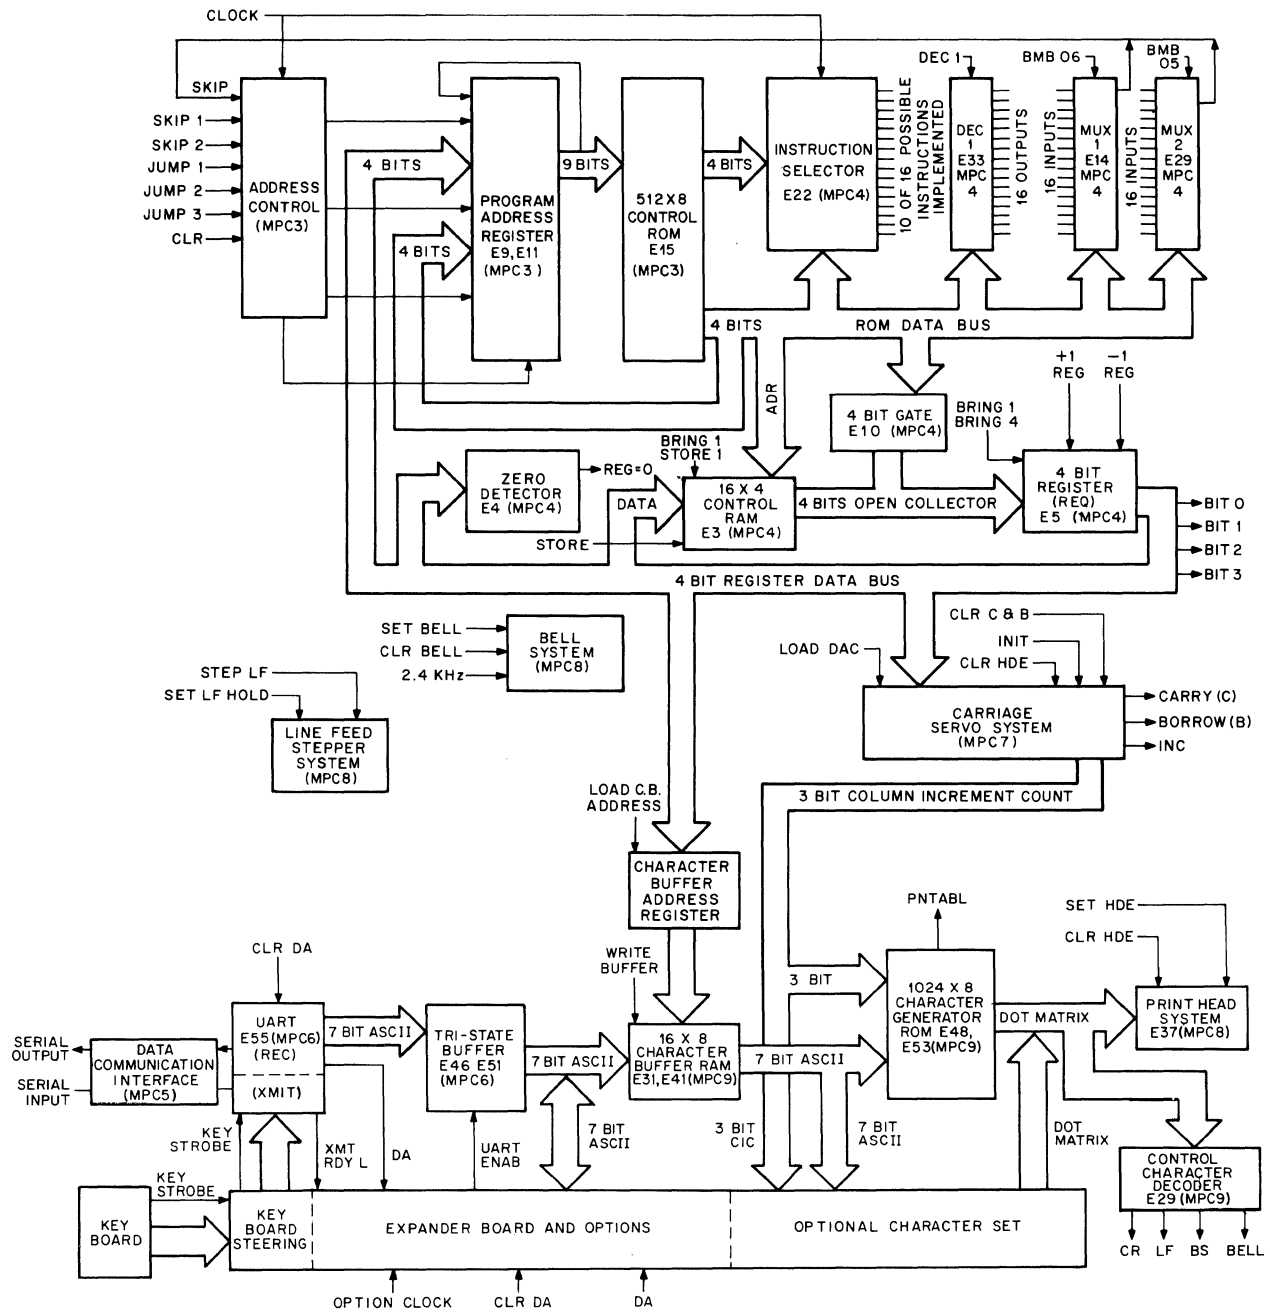 CLOCK
SKIP
SKIP 1
SKIP 2
JUMP 1
JUMP 2
JUMP 3
CLR
ADDRESS
CONTROL
(MPC3)
4 BITS
4 BITS
PROGRAM
ADDRESS
REGISTER
E9, E11
(MPC3)
9 BITS
512X8
CONTROL
ROM
E15
(MPC3)
4 BITS
INSTRUCTION
SELECTOR
E22 (MPC4)
10 OF 16 POSSIBLE
INSTRUCTIONS
IMPLEMENTED
DEC 1
DEC
1
E33
MPC
4
16 OUTPUTS
BMB 06
16 INPUTS
MUX
1
E14
MPC
4
BMB
05
16 INPUTS
MUX
2
E29
MPC
4
4 BITS
ROM DATA BUS
ADR
+1
REG
-1
REG
4 BIT GATE
E10 (MPC4)
BRING 1
BRING 4
BRING 1
STORE 1
ZERO
DETECTOR
E4 (MPC4)
REG=0
DATA
STORE
16 X 4
CONTROL
RAM
E3 (MPC4)
4 BITS OPEN COLLECTOR
4 BIT
REGISTER
(REQ)
E5 (MPC4)
BIT 0
BIT 1
BIT 2
BIT 3
4 BIT REGISTER DATA BUS
SET BELL
CLR BELL
2.4 KHz
BELL
SYSTEM
(MPC8)
STEP LF
SET LF HOLD
LINE FEED
STEPPER
SYSTEM
(MPC8)
CLR C & B
INIT
LOAD DAC
CLR HDE
CARRIAGE
SERVO SYSTEM
(MPC7)
CARRY (C)
BORROW (B)
INC
3 BIT COLUMN INCREMENT COUNT
LOAD C.B.
ADDRESS
CHARACTER
BUFFER
ADDRESS
REGISTER
PNTABL
SET HDE
CLR HDE
CLR DA
WRITE
BUFFER
3 BIT
UART
E55(MPC6)
(REC)
(XMIT)
7 BIT ASCII
TRI-STATE
BUFFER
E46 E51
(MPC6)
7 BIT ASCII
16 X 8
CHARACTER
BUFFER RAM
E31, E41(MPC9)
7 BIT ASCII
1024 X 8
CHARACTER
GENERATOR
ROM E48,
E53(MPC9)
DOT MATRIX
PRINT HEAD
SYSTEM
E37(MPC8)
SERIAL
OUTPUT
SERIAL
INPUT
DATA
COMMUNICATION
INTERFACE
(MPC5)
KEY
STROBE
XMT
RDY L
DA
UART
ENAB
7 BIT
ASCII
3 BIT
CIC
7 BIT
ASCII
DOT
MATRIX
CONTROL
CHARACTER
DECODER
E29(MPC9)
CR
LF
BS
BELL
KEY
BOARD
KEY
STROBE
KEY
BOARD
STEERING
EXPANDER BOARD AND OPTIONS
OPTIONAL CHARACTER SET
OPTION CLOCK
CLR DA
DA